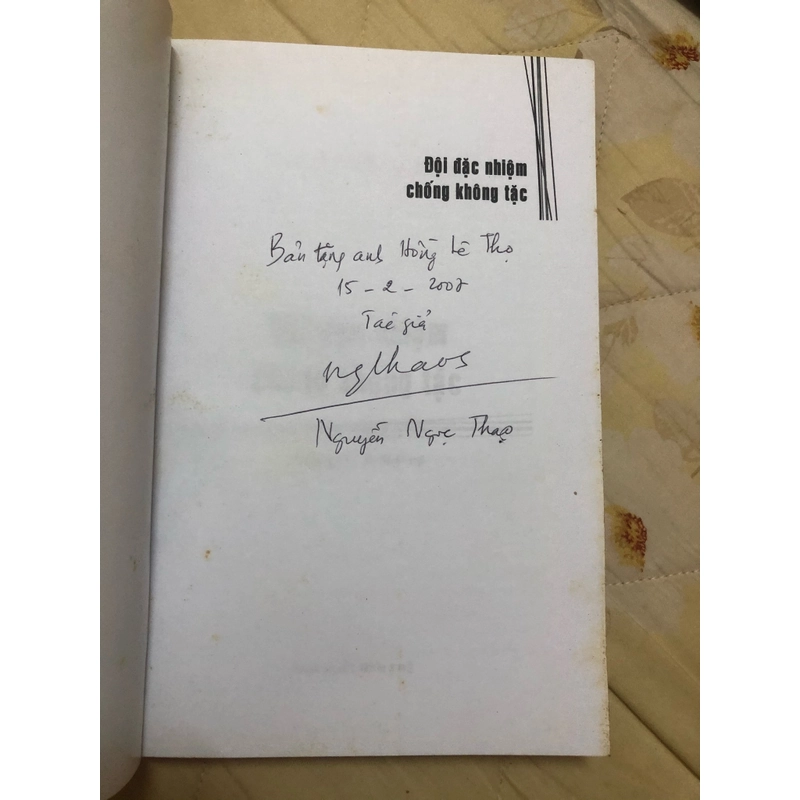 Đội đặc nhiệm
chống không tặc
Bản tặng anh Hồng Lê Thọ
15 - 2 - 2007
Tác giả
Nguyễn Ngọc Thạo